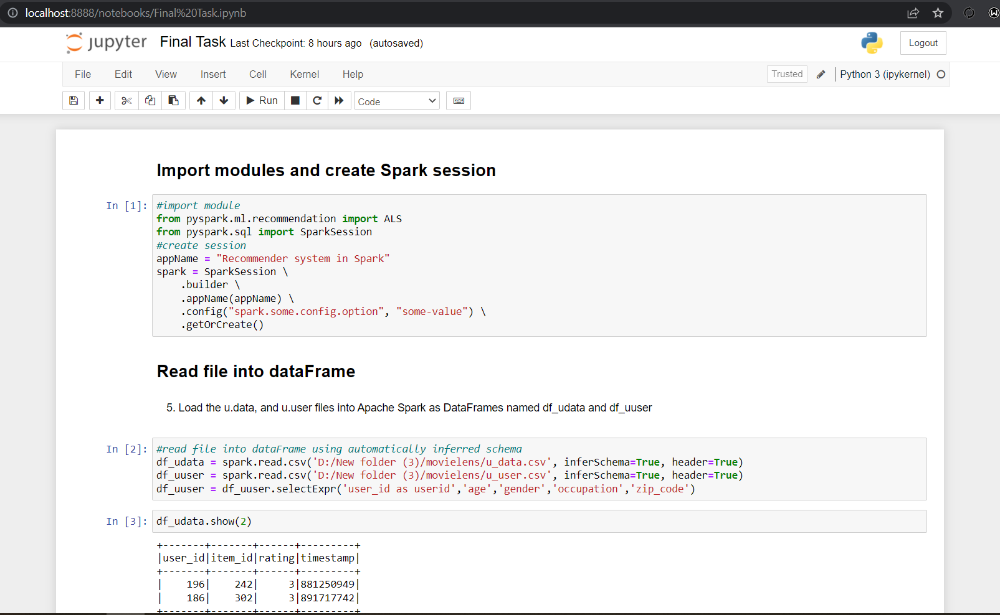 localhost:8888/notebooks/Final%20Task.ipynb
jupyter Final Task Last Checkpoint: 8 hours ago (autosaved)
Logout
File Edit View Insert Cell Kernel Help
Trusted Python 3 (ipykernel)
Run Code
Import modules and create Spark session
In [1]: #import module
from pyspark.ml.recommendation import ALS
from pyspark.sql import SparkSession
#create session
appName = "Recommender system in Spark"
spark = SparkSession \
    .builder \
    .appName(appName) \
    .config("spark.some.config.option", "some-value") \
    .getOrCreate()
Read file into dataFrame
5. Load the u.data, and u.user files into Apache Spark as DataFrames named df_udata and df_uuser
In [2]: #read file into dataFrame using automatically inferred schema
df_udata = spark.read.csv('D:/New folder (3)/movielens/u_data.csv', inferSchema=True, header=True)
df_uuser = spark.read.csv('D:/New folder (3)/movielens/u_user.csv', inferSchema=True, header=True)
df_uuser = df_uuser.selectExpr('user_id as userid','age','gender','occupation','zip_code')
In [3]: df_udata.show(2)
+-------+-------+------+---------+
|user_id|item_id|rating|timestamp|
+-------+-------+------+---------+
|    196|    242|     3|881250949|
|    186|    302|     3|891717742|
+-------+-------+------+---------+